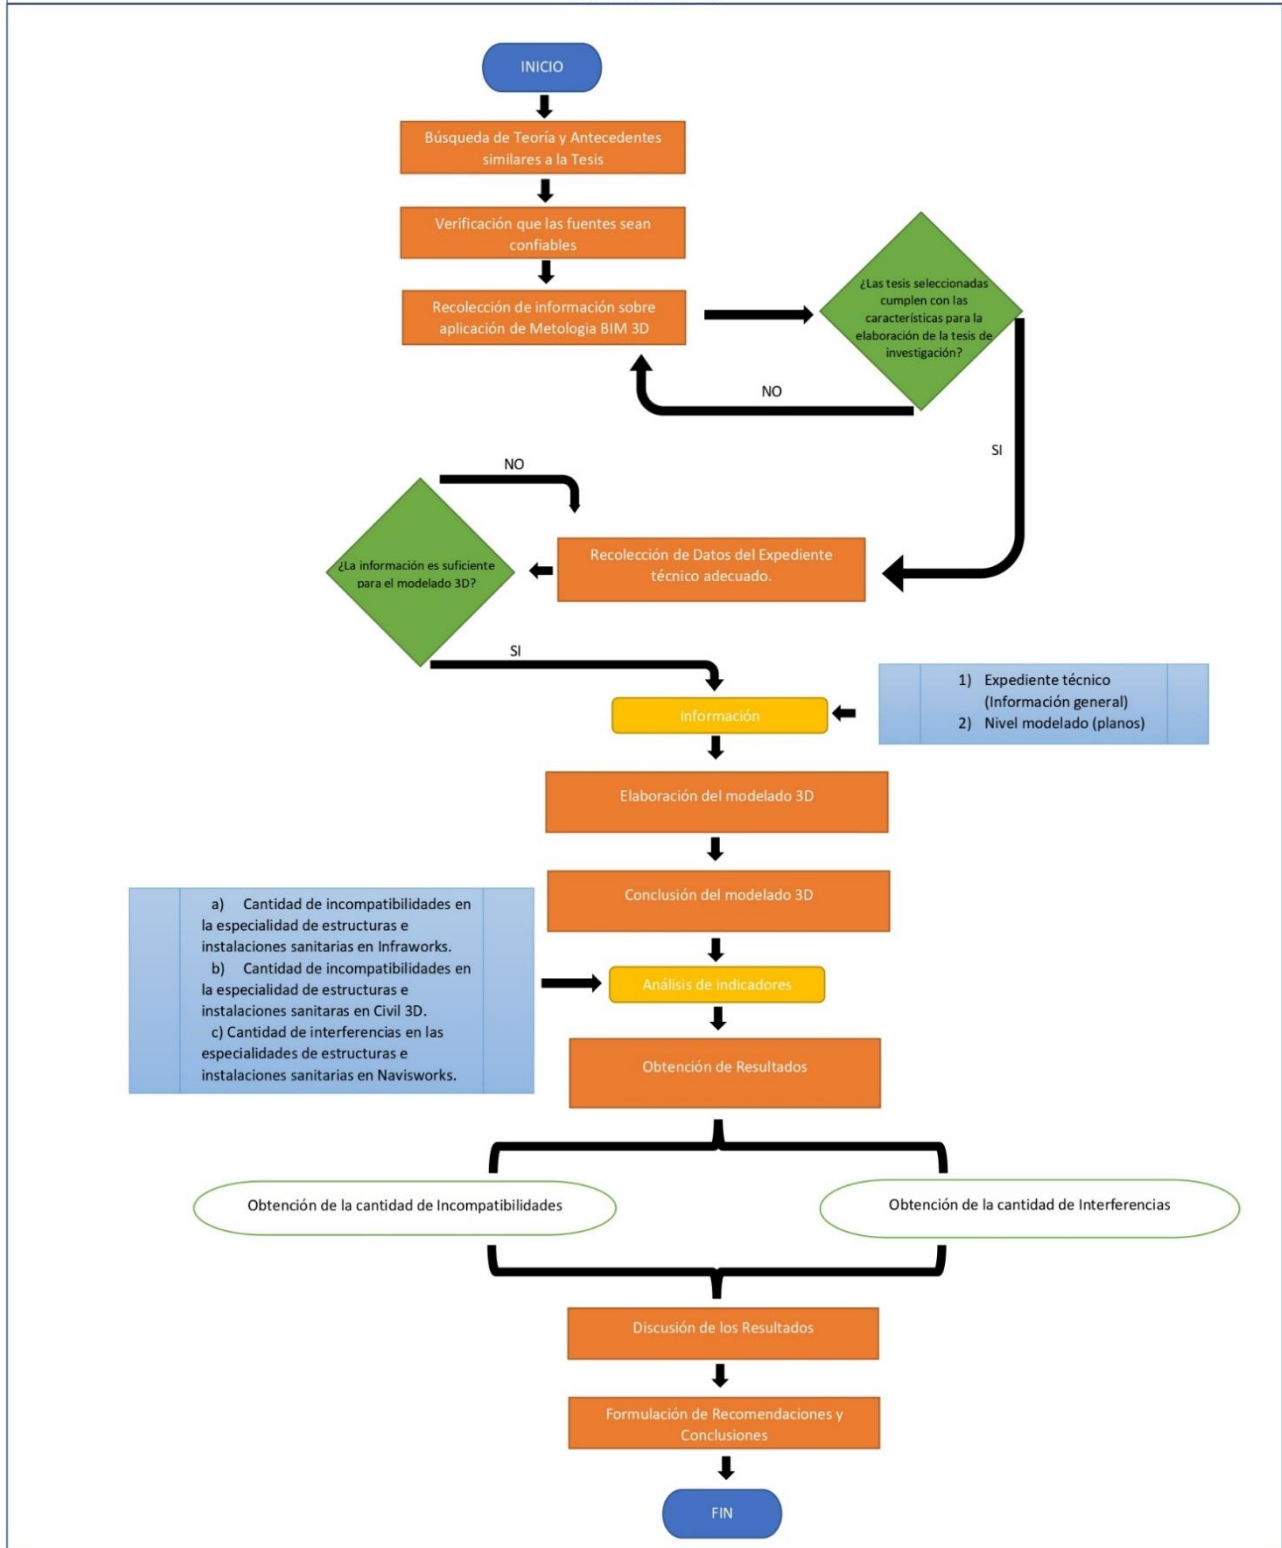 INICIO
Búsqueda de Teoría y Antecedentes
similares a la Tesis
Verificación que las fuentes sean
confiables
Recolección de información sobre
aplicación de Metologia BIM 3D
¿Las tesis seleccionadas
cumplen con las
características para la
elaboración de la tesis de
investigación?
NO
SI
NO
Recolección de Datos del Expediente
técnico adecuado.
¿La información es suficiente
para el modelado 3D?
SI
1) Expediente técnico
(Información general)
2) Nivel modelado (planos)
Información
Elaboración del modelado 3D
Conclusión del modelado 3D
a) Cantidad de incompatibilidades en
la especialidad de estructuras e
instalaciones sanitarias en Infraworks.
b) Cantidad de incompatibilidades en
la especialidad de estructuras e
instalaciones sanitaras en Civil 3D.
c) Cantidad de interferencias en las
especialidades de estructuras e
instalaciones sanitarias en Navisworks.
Análisis de indicadores
Obtención de Resultados
Obtención de la cantidad de Incompatibilidades
Obtención de la cantidad de Interferencias
Discusión de los Resultados
Formulación de Recomendaciones y
Conclusiones
FIN